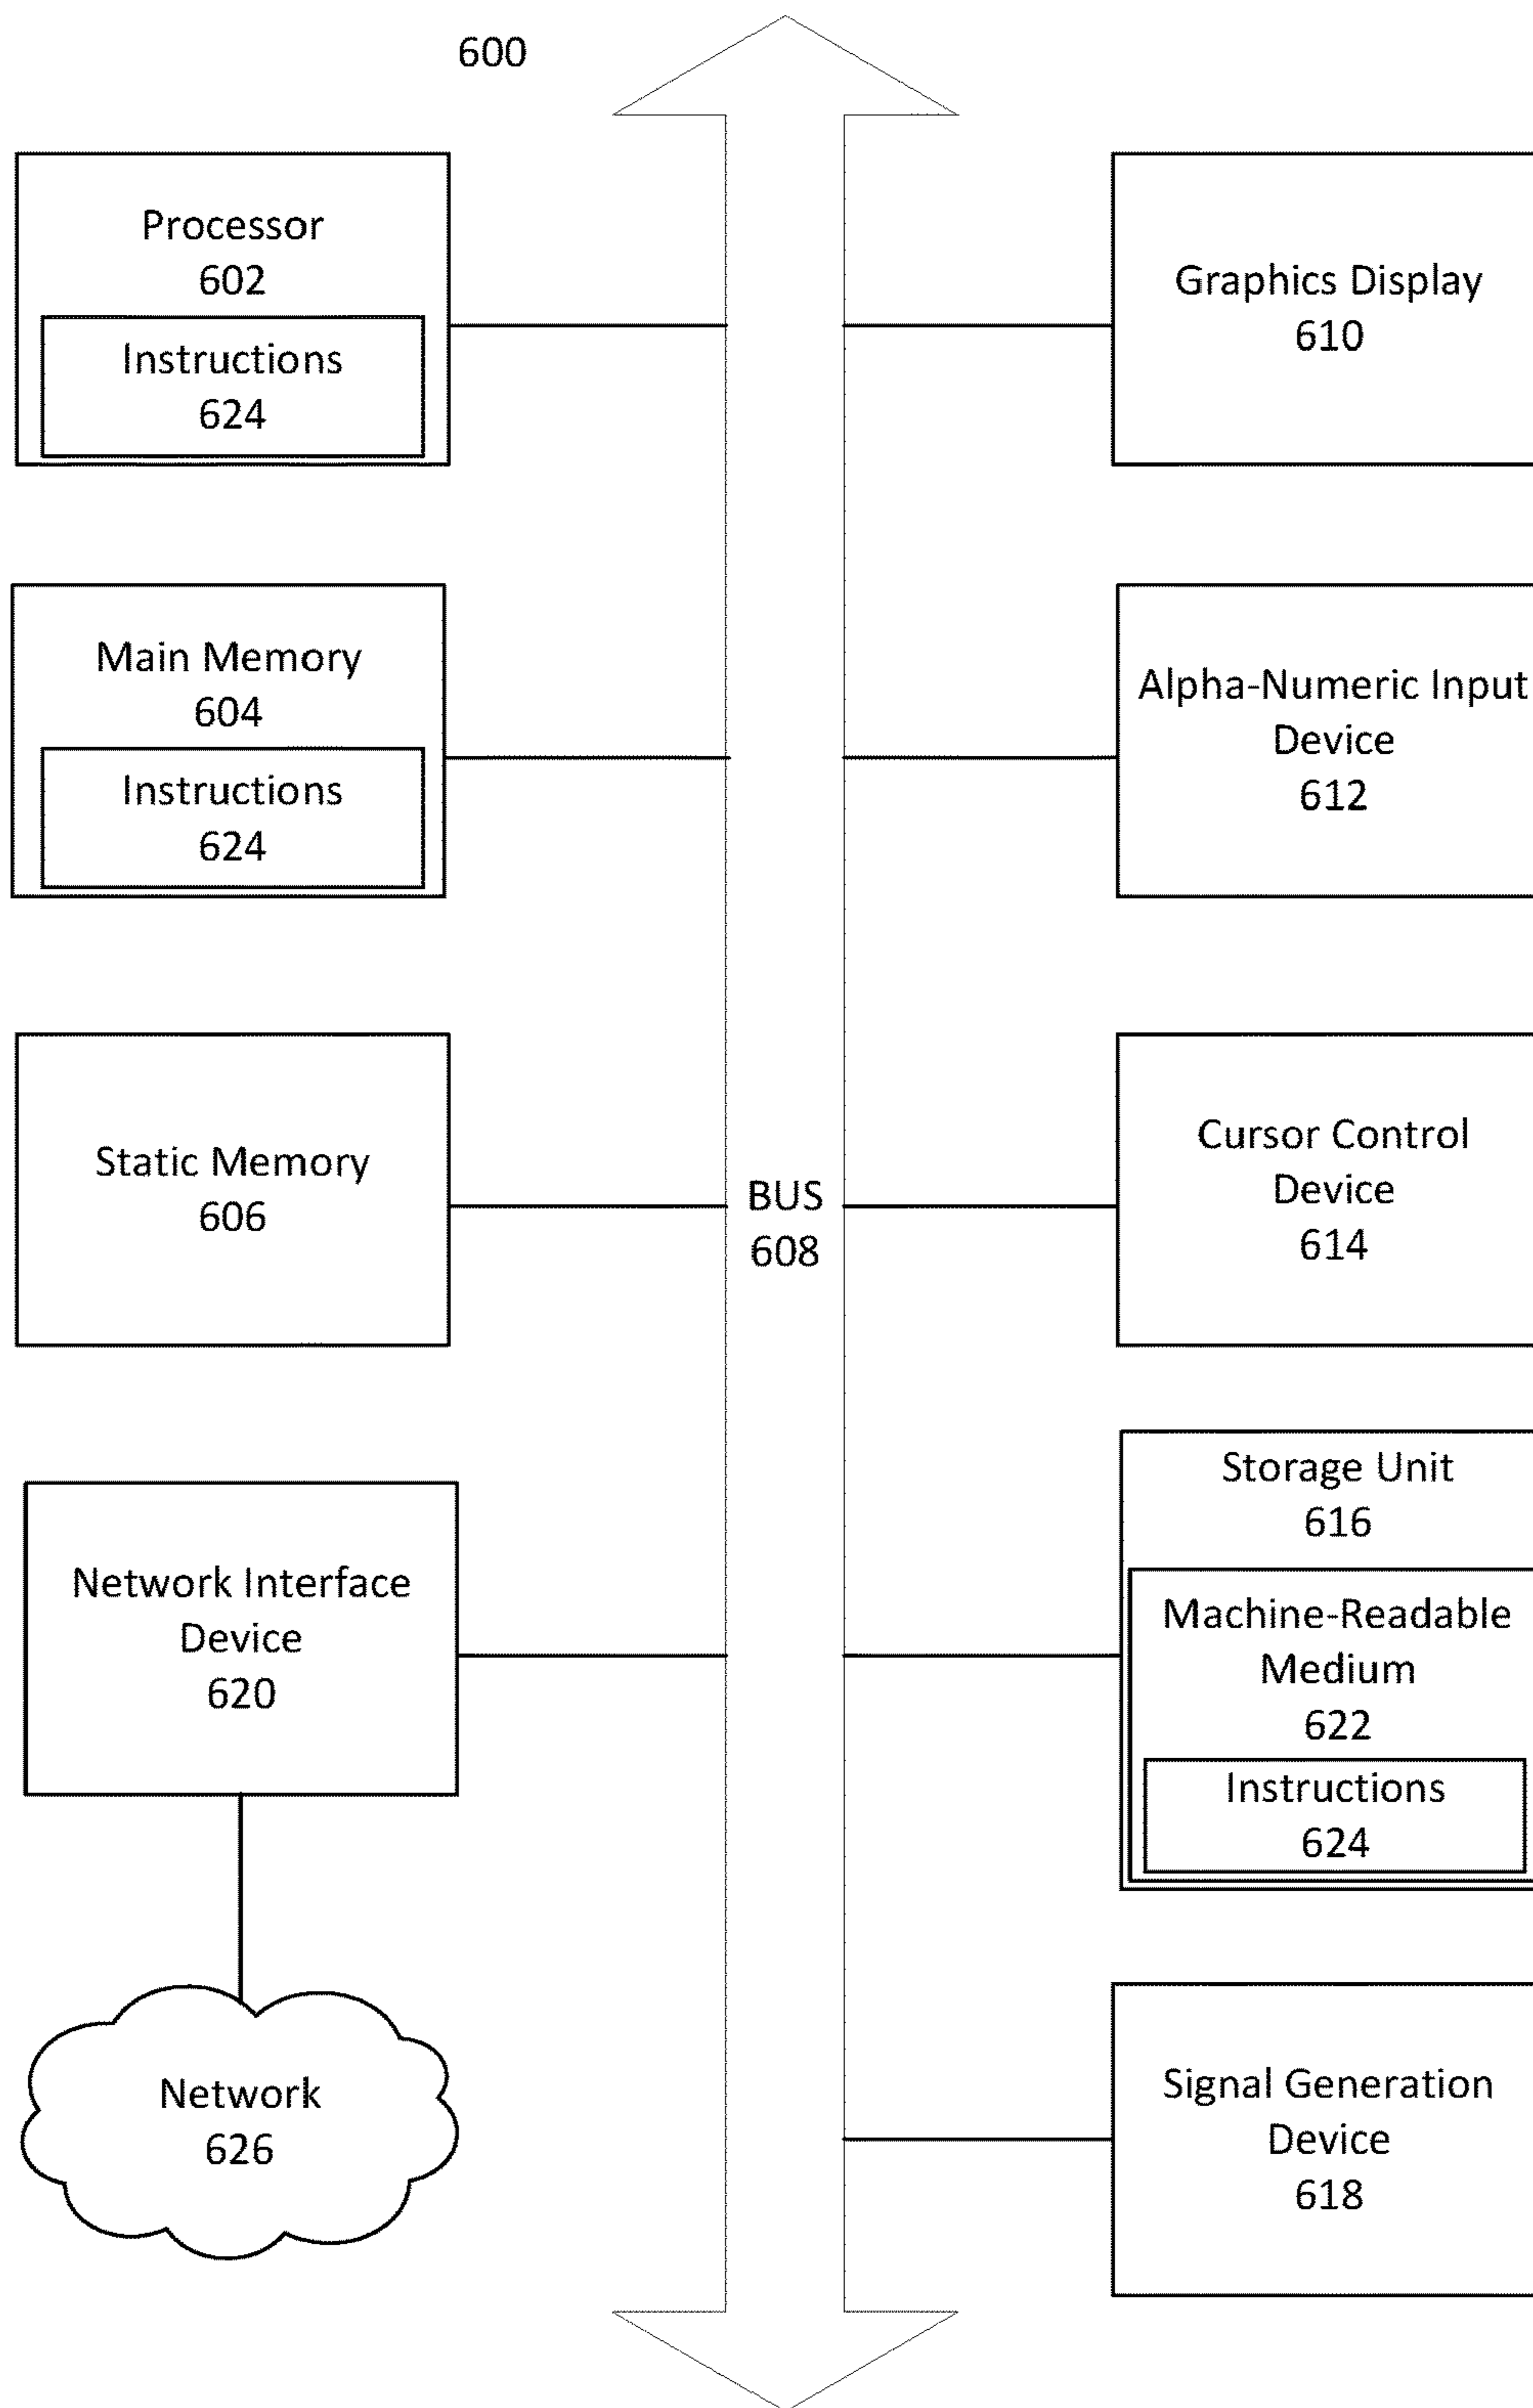 600
Processor
602
Instructions
624
Main Memory
604
Instructions
624
Static Memory
606
Network Interface
Device
620
Network
626
BUS
608
Graphics Display
610
Alpha-Numeric Input
Device
612
Cursor Control
Device
614
Storage Unit
616
Machine-Readable
Medium
622
Instructions
624
Signal Generation
Device
618